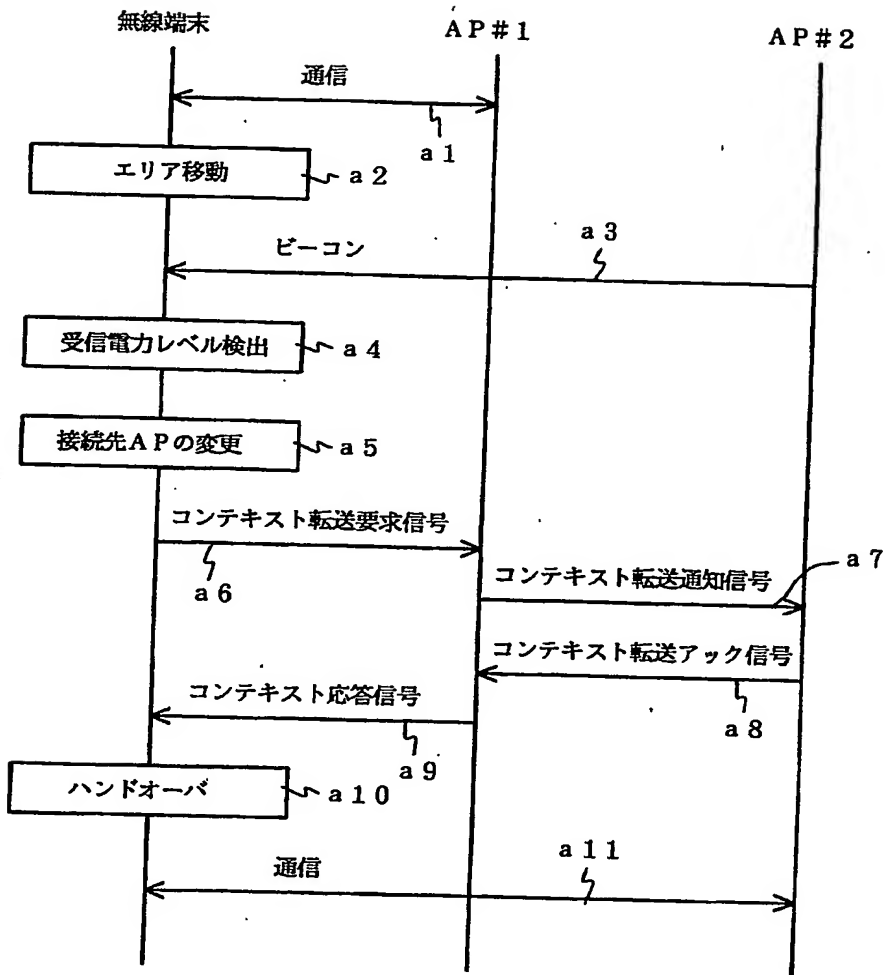 無線端末
AP#1
AP#2
通信
a1
エリア移動
a2
a3
ビーコン
受信電力レベル検出
a4
接続先APの変更
a5
コンテキスト転送要求信号
a6
コンテキスト転送通知信号
a7
コンテキスト転送アック信号
a8
コンテキスト応答信号
a9
ハンドオーバ
a10
a11
通信